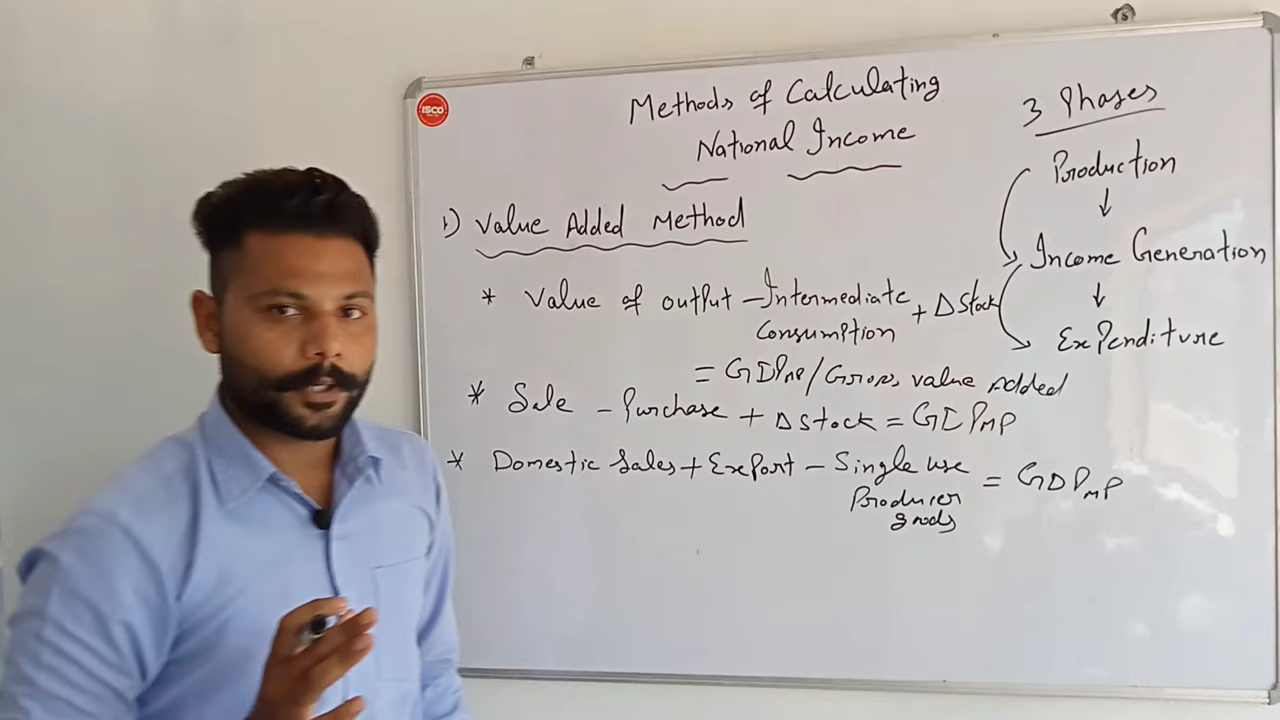 ISCO
Methods of Calculating
National Income
1) Value Added Method
* Value of output - Intermediate Consumption + Δ Stock
= GDPMP / Gross value Added
* Sale - Purchase + Δ Stock = GDPMP
* Domestic Sales + Export - Single use Producer goods = GDPMP
3 Phases
Production
↓
Income Generation
↓
Expenditure